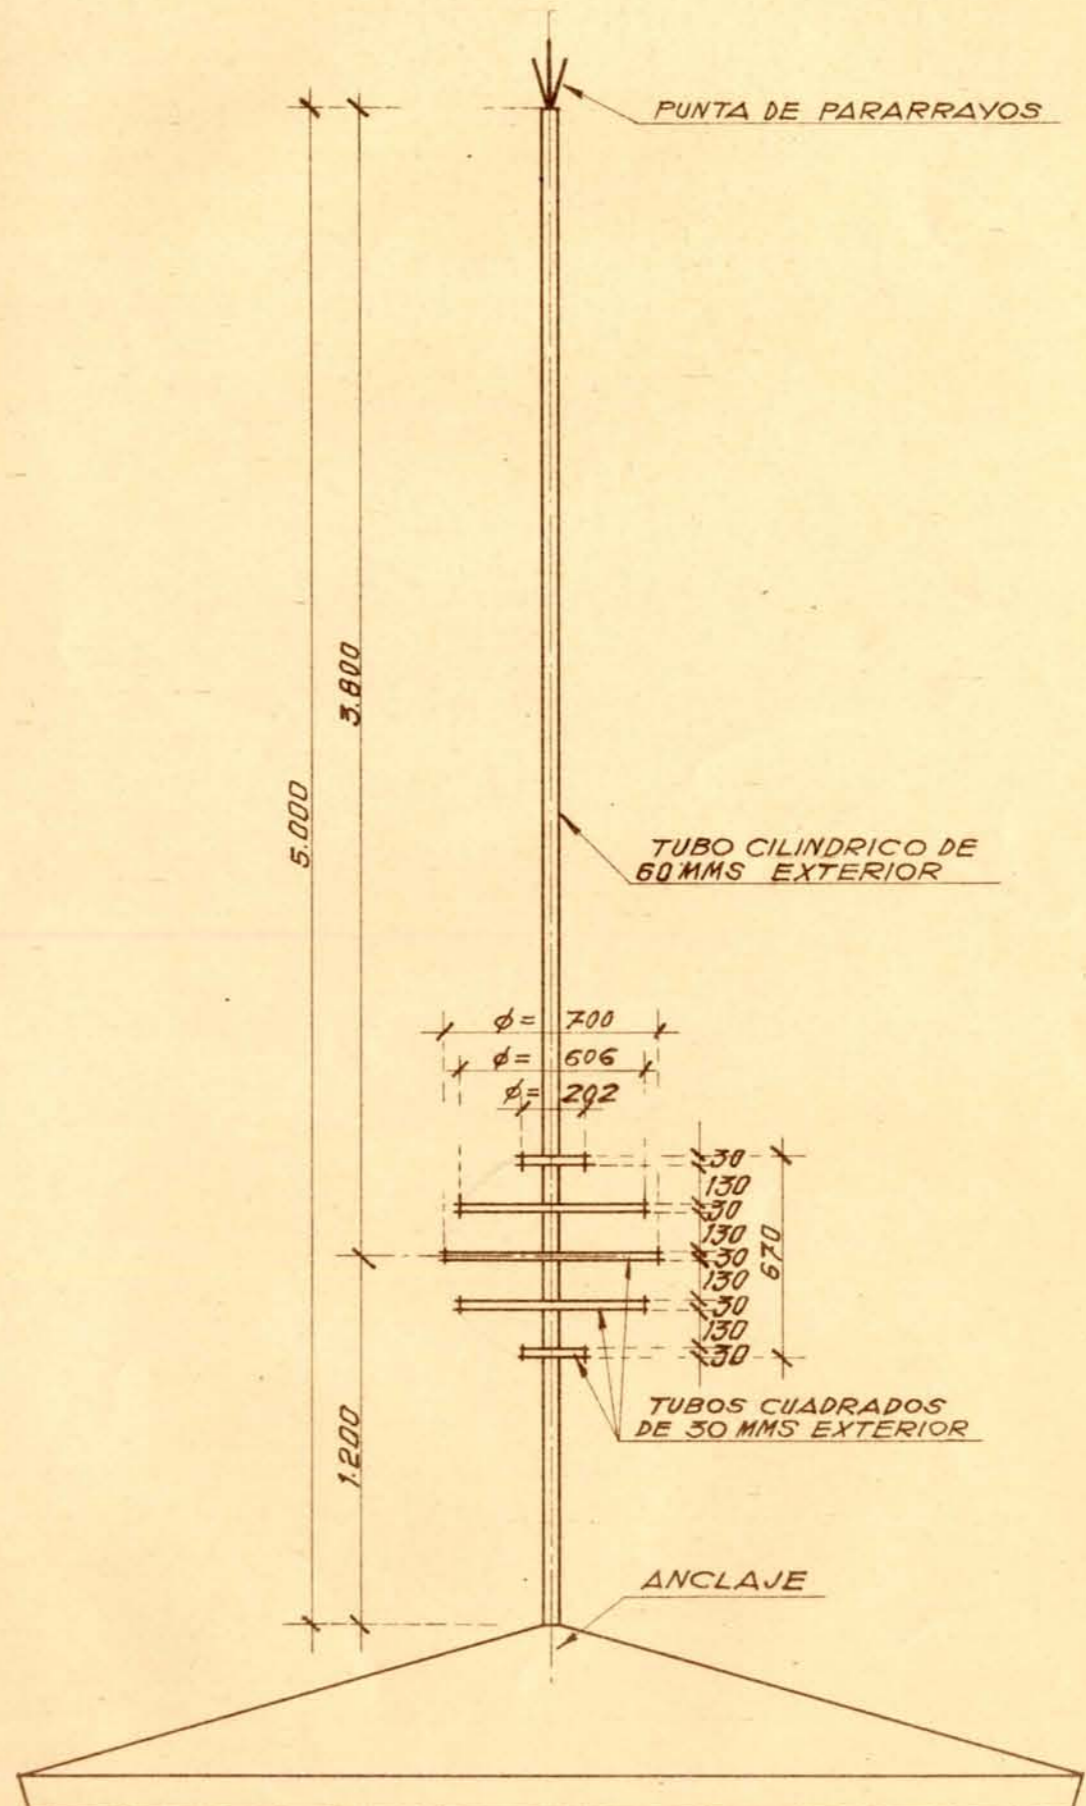 PUNTA DE PARARRAYOS
3.800
5.000
TUBO CILINDRICO DE
60 MMS EXTERIOR
φ= 700
φ= 606
φ= 202
30
130
30
130
30
130
30
130
30
670
TUBOS CUADRADOS
DE 30 MMS EXTERIOR
1.200
ANCLAJE